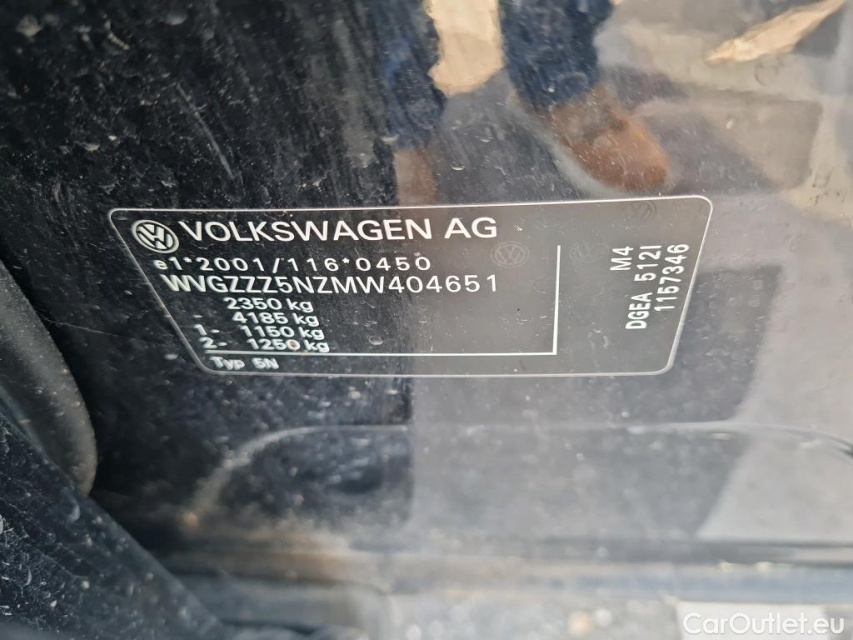 VOLKSWAGEN AG
e1*2001/116*0450
WVGZZZ5NZMW404651
2350 kg
- 4185 kg
1.- 1150 kg
2.- 1250 kg
Typ 5N
M4
DGEA 512I
1157346
CarOutlet.eu